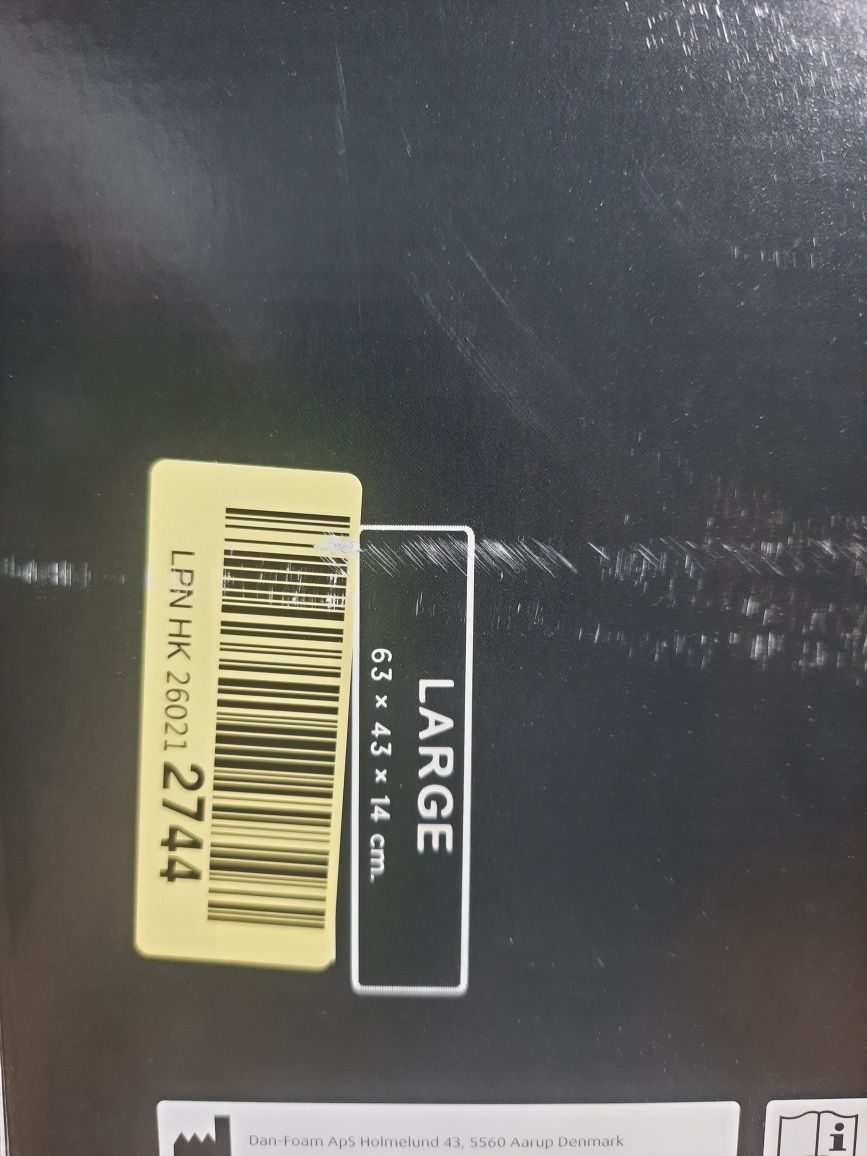 LARGE
63 x 43 x 14 cm.
LPN HK 26021 2744
Dan-Foam ApS Holmelund 43, 5560 Aarup Denmark
i